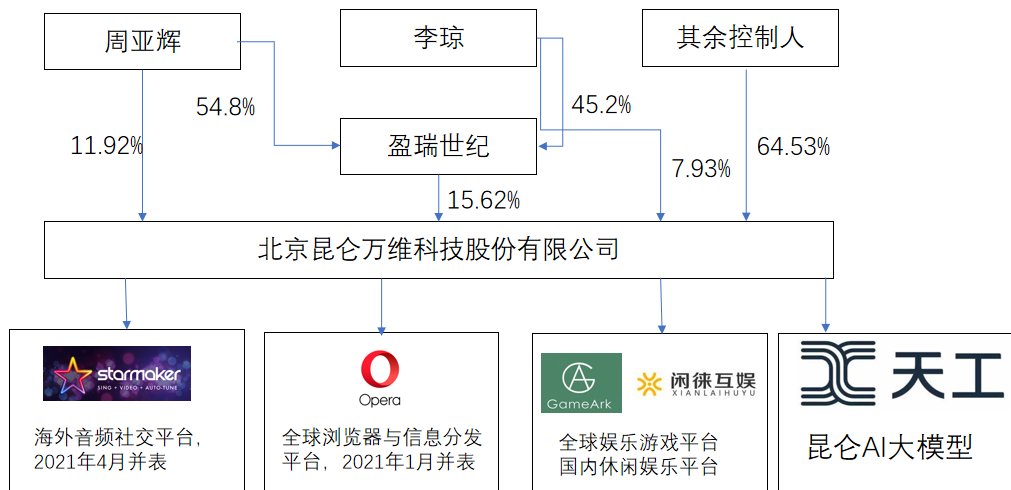 周亚辉
李琼
其余控制人
54.8%
45.2%
11.92%
盈瑞世纪
64.53%
7.93%
15.62%
北京昆仑万维科技股份有限公司
starmaker
SING • VIDEO • AUTO-TUNE
海外音频社交平台，
2021年4月并表
Opera
全球浏览器与信息分发
平台，2021年1月并表
GA
GameArk
闲徕互娱
XIANLAIHUYU
全球娱乐游戏平台
国内休闲娱乐平台
天工
昆仑AI大模型